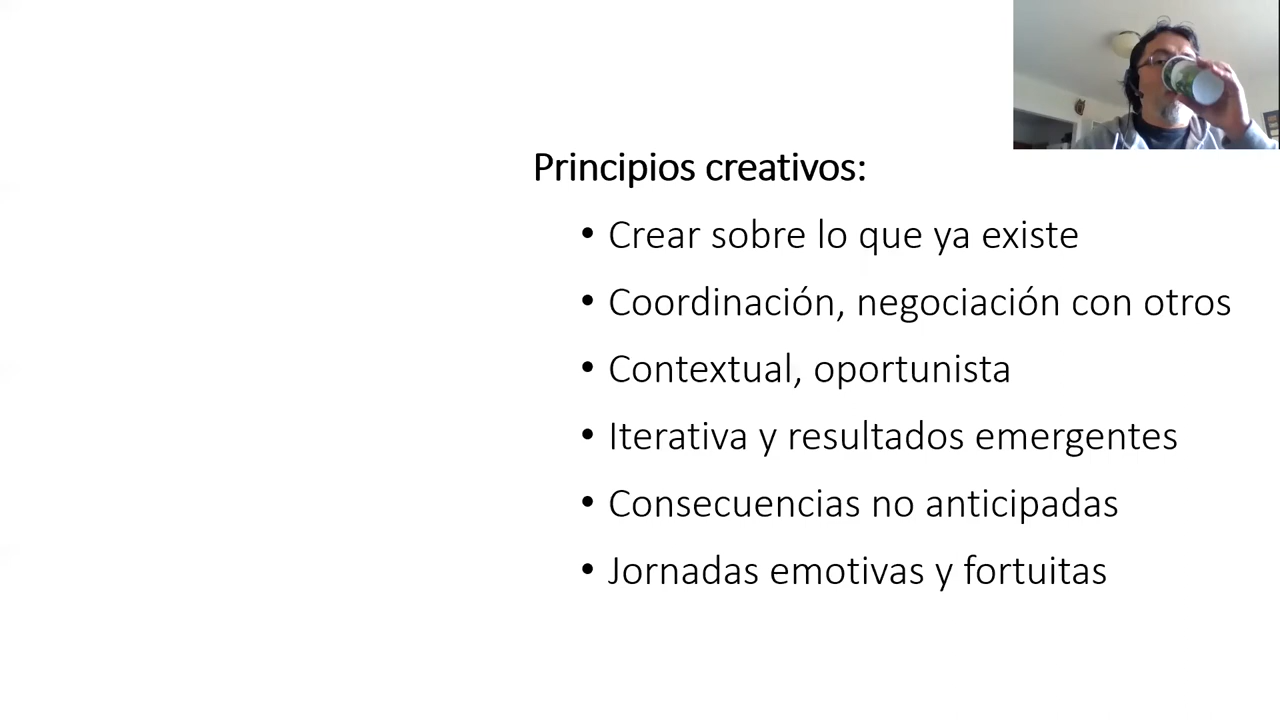 Principios creativos:
• Crear sobre lo que ya existe
• Coordinación, negociación con otros
• Contextual, oportunista
• Iterativa y resultados emergentes
• Consecuencias no anticipadas
• Jornadas emotivas y fortuitas